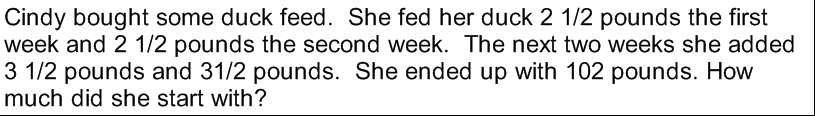 Cindy bought some duck feed.  She fed her duck 2 1/2 pounds the first
week and 2 1/2 pounds the second week.  The next two weeks she added
3 1/2 pounds and 31/2 pounds.  She ended up with 102 pounds. How
much did she start with?